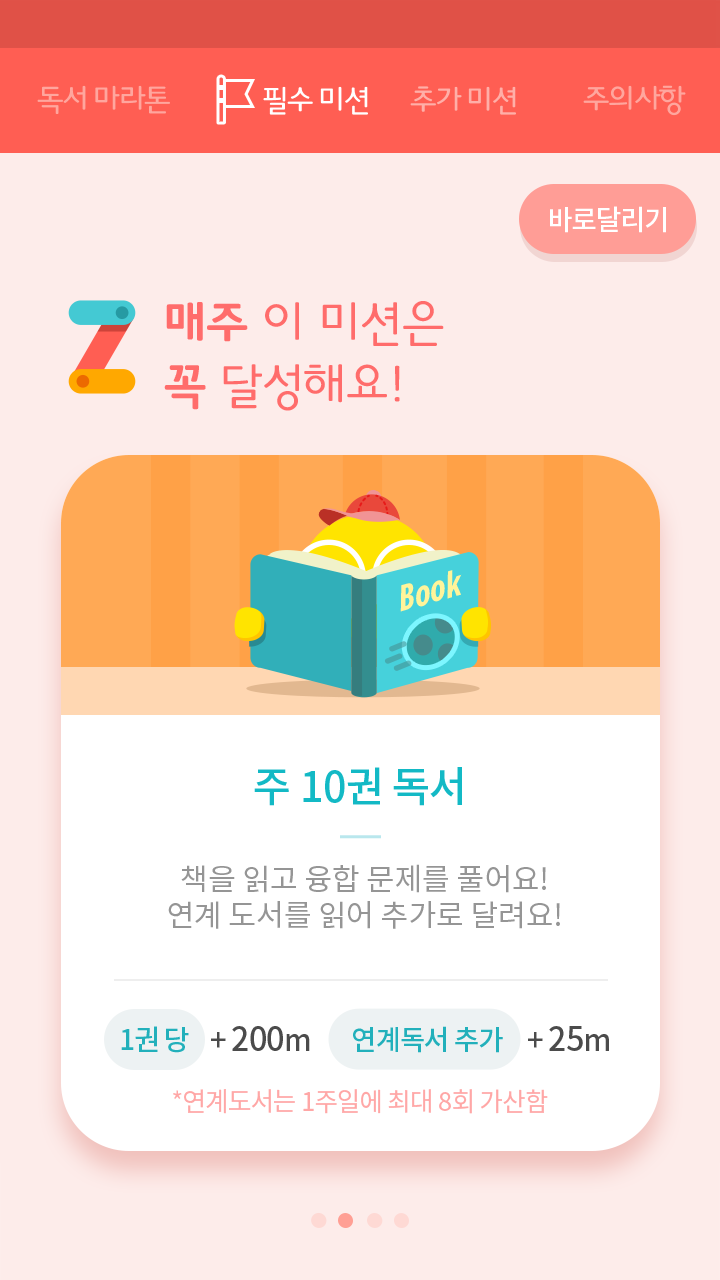 독서 마라톤 필수 미션 추가 미션 주의사항
바로달리기
매주 이 미션은
꼭 달성해요!
Book
주 10권 독서
책을 읽고 융합 문제를 풀어요!
연계 도서를 읽어 추가로 달려요!
1권 당 + 200m 연계독서 추가 + 25m
*연계도서는 1주일에 최대 8회 가산함